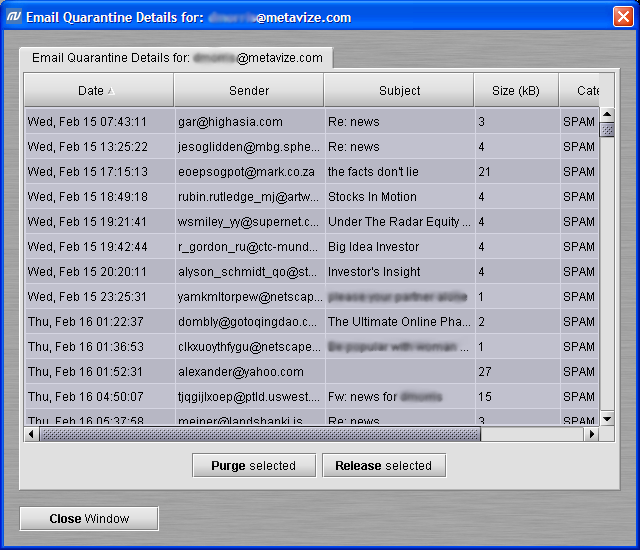 Email Quarantine Details for: @metavize.com
Email Quarantine Details for: @metavize.com
Date Sender Subject Size (kB) Cate
Wed, Feb 15 07:43:11 gar@highasia.com Re: news 3 SPAM
Wed, Feb 15 13:25:22 jesoglidden@mbg.sphe... Re: news 4 SPAM
Wed, Feb 15 17:15:13 eoepsogpot@mark.co.za the facts don't lie 21 SPAM
Wed, Feb 15 18:49:18 rubin.rutledge_mj@artw... Stocks In Motion 4 SPAM
Wed, Feb 15 19:21:41 wsmiley_yy@supernet.c... Under The Radar Equity ... 4 SPAM
Wed, Feb 15 19:42:44 r_gordon_ru@ctc-mund... Big Idea Investor 4 SPAM
Wed, Feb 15 20:20:11 alyson_schmidt_qo@st... Investor's Insight 4 SPAM
Wed, Feb 15 23:25:31 yamkmltorpew@netscap... 1 SPAM
Thu, Feb 16 01:22:37 dombly@gotoqingdao.c... The Ultimate Online Pha... 2 SPAM
Thu, Feb 16 01:36:53 clkxuoythfygu@netscape... ... 1 SPAM
Thu, Feb 16 01:52:31 alexander@yahoo.com 27 SPAM
Thu, Feb 16 04:50:07 tjqgijlxoep@ptld.uswest.... Fw: news for 15 SPAM
Thu, Feb 16 05:37:58 meiner@landshanki.is Re: news 3 SPAM
Purge selected Release selected
Close Window